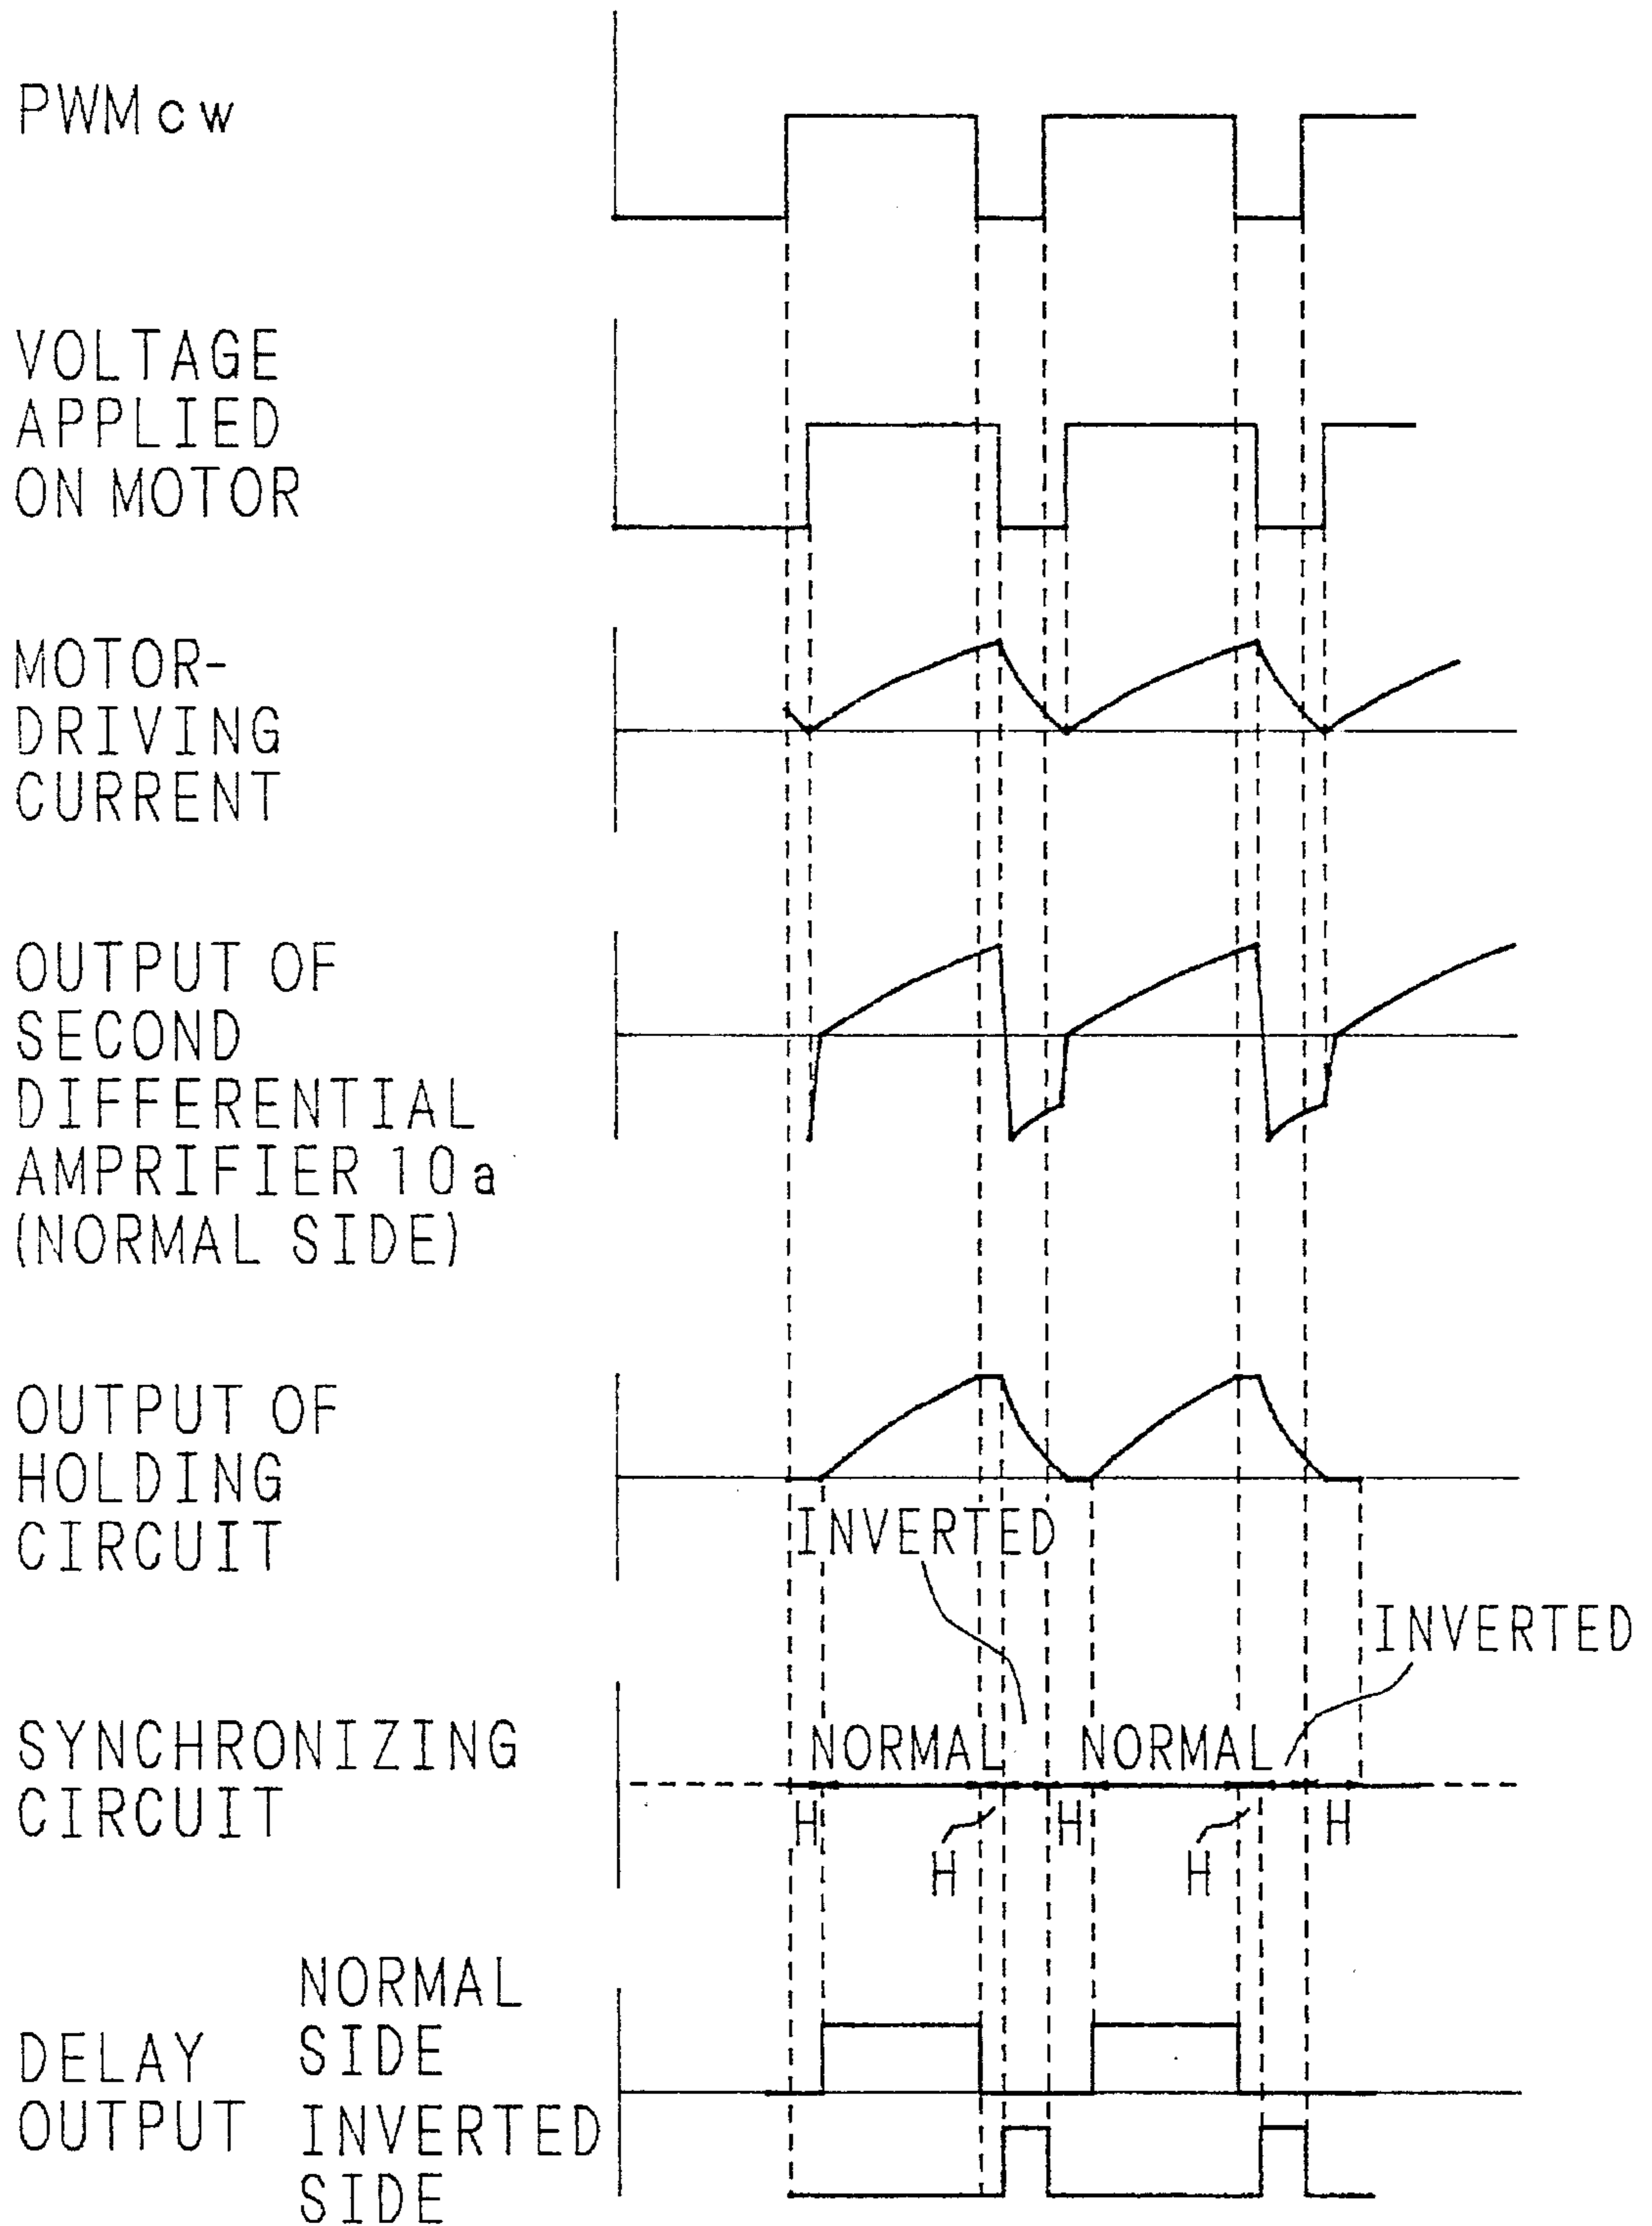 PWMcw
VOLTAGE
APPLIED
ON MOTOR
MOTOR-
DRIVING
CURRENT
OUTPUT OF
SECOND
DIFFERENTIAL
AMPRIFIER 10a
(NORMAL SIDE)
OUTPUT OF
HOLDING
CIRCUIT
INVERTED
INVERTED
SYNCHRONIZING
CIRCUIT
NORMAL NORMAL
H H H H H
DELAY
OUTPUT
NORMAL
SIDE
INVERTED
SIDE